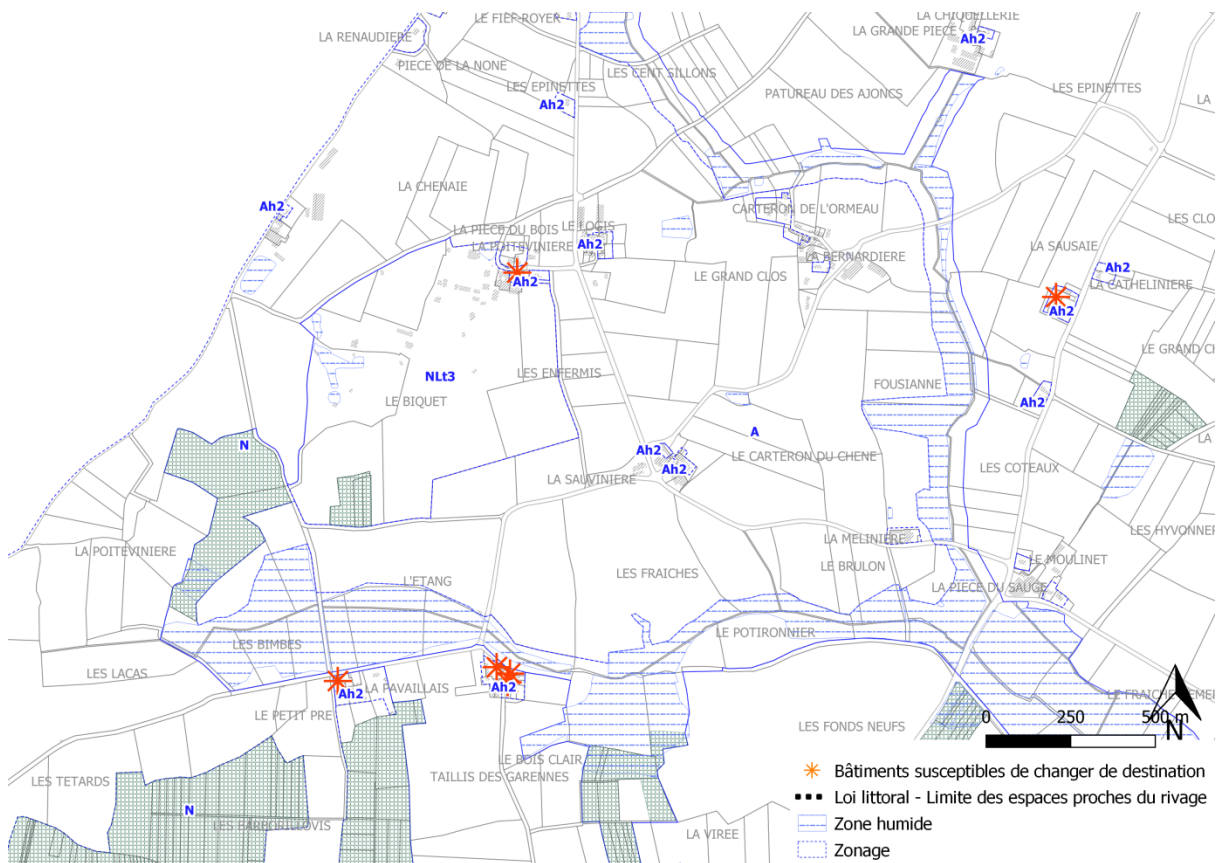 LE FIEF-ROYER
LA CHIQUELLERIE
LA RENAUDIERE
LA GRANDE PIECE
Ah2
PIECE DE LA NONE
LES CENT SILLONS
LES EPINETTES
PATUREAU DES AJONCS
LES EPINETTES
Ah2
LA
LA CHENAIE
Ah2
CARTERON DE L'ORMEAU
LES CLO
LA PIECE DU BOIS
LE LOGIS
LA POITEVINIERE
Ah2
LA SAUSAIE
LA BERNARDIERE
Ah2
LE GRAND CLOS
Ah2
LA CATHELINIERE
Ah2
LE GRAND CH
NLt3
LES ENFERMIS
FOUSIANNE
LE BIQUET
Ah2
A
LA
N
Ah2
LE CARTERON DU CHENE
Ah2
LES COTEAUX
LA SAUVINIERE
LES HYVONNER
LA POITEVINIERE
LA MELINIERE
LE MOULINET
LE BRULON
L'ETANG
LES FRAICHES
LA PIECE DU SAUGE
LE POTIRONNIER
LES BIMBES
LES LACAS
Ah2
LA PAVAILLAIS
Ah2
LE PETIT PRE
LES FONDS NEUFS
0 250 500 m
N
LE BOIS CLAIR
LES TETARDS
TAILLIS DES GARENNES
N
LA VIREE
Bâtiments susceptibles de changer de destination
Loi littoral - Limite des espaces proches du rivage
Zone humide
Zonage